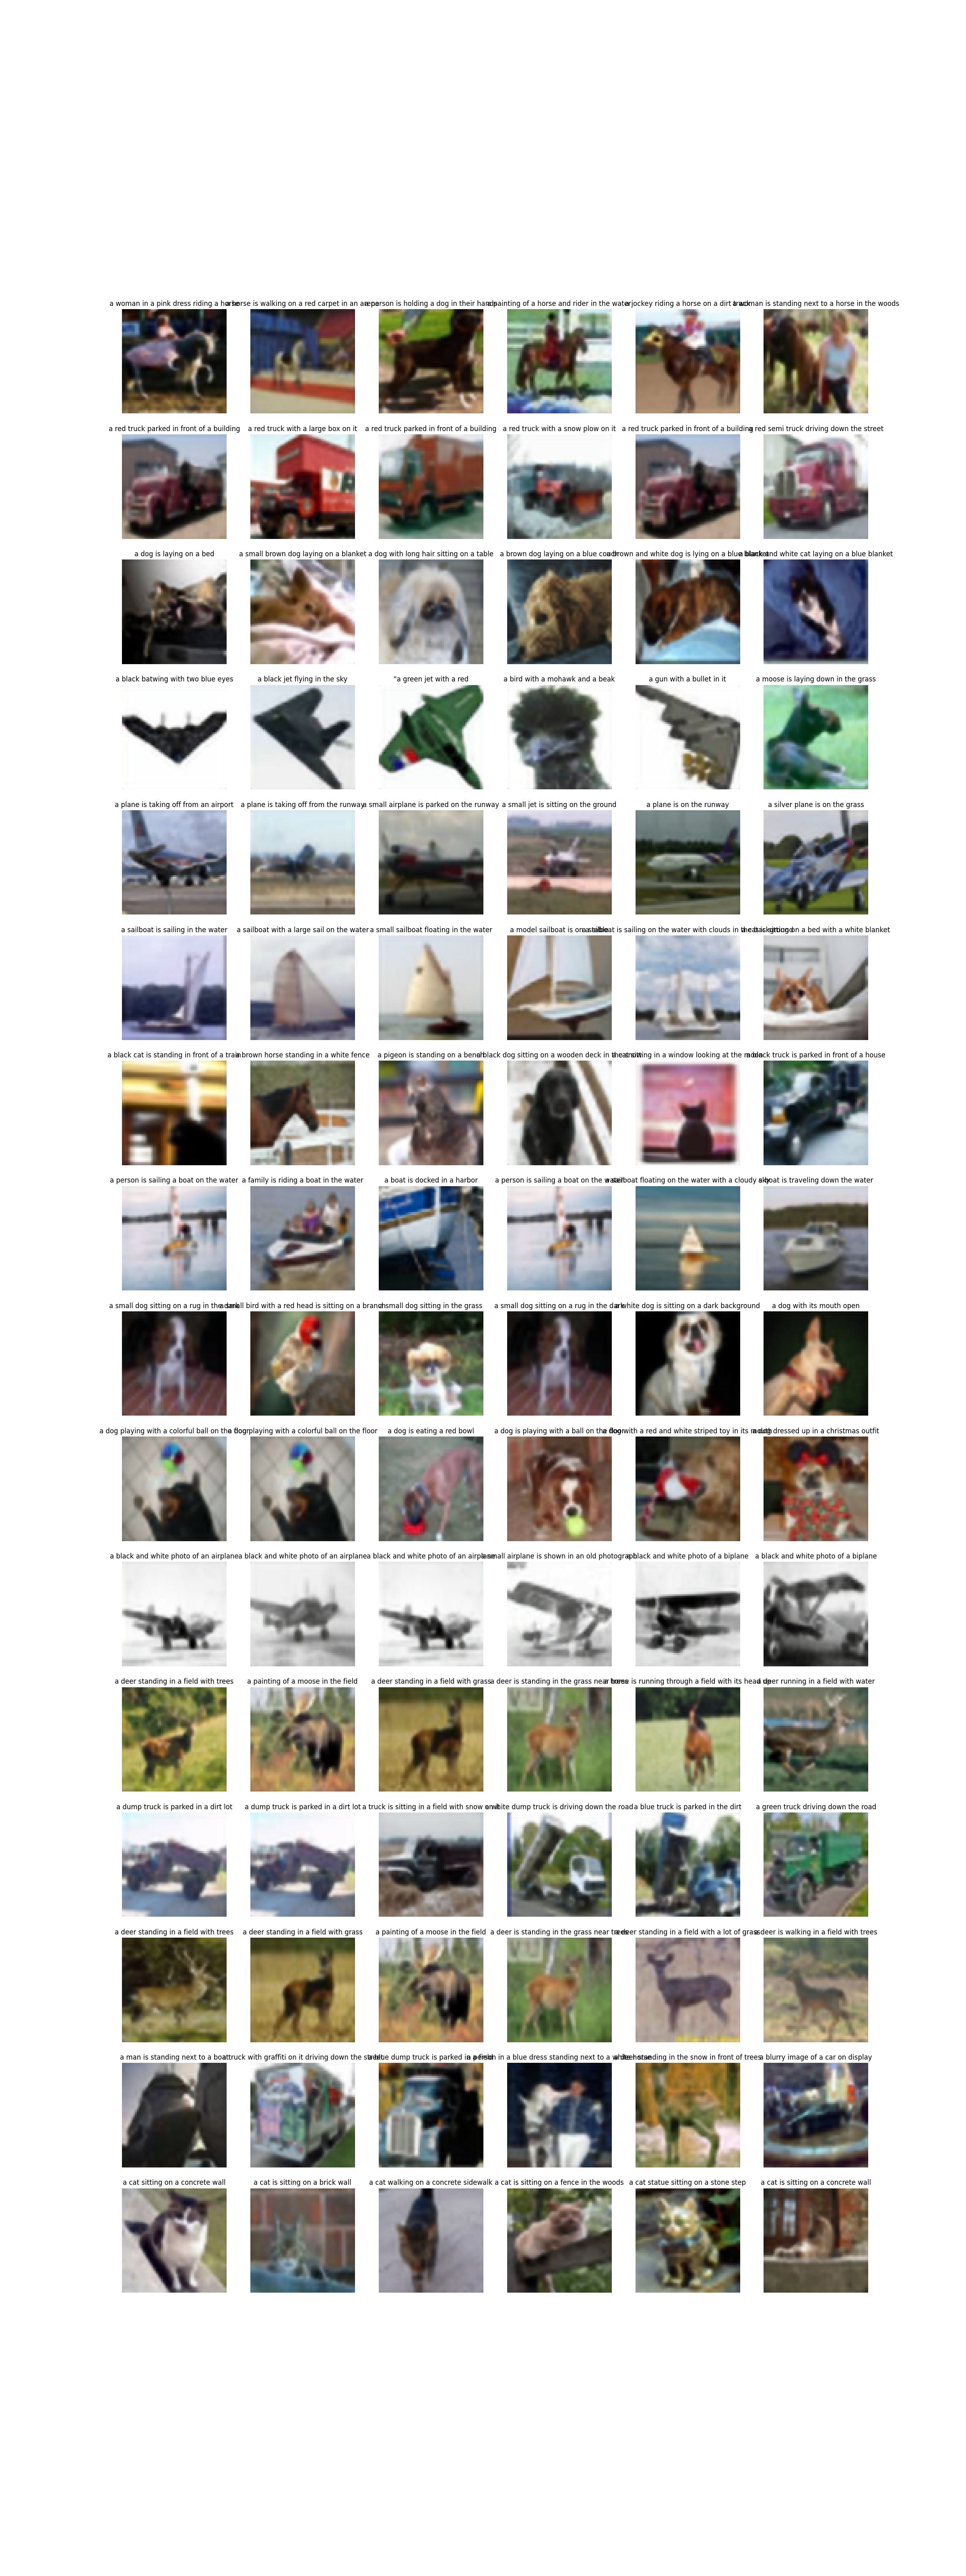 a woman in a pink dress riding a horse
a horse is walking on a red carpet in an arena
a person is holding a dog in their hands
a painting of a horse and rider in the water
a jockey riding a horse on a dirt track
a woman is standing next to a horse in the woods
a red truck parked in front of a building
a red truck with a large box on it
a red truck parked in front of a building
a red truck with a snow plow on it
a red truck parked in front of a building
a red semi truck driving down the street
a dog is laying on a bed
a small brown dog laying on a blanket
a dog with long hair sitting on a table
a brown dog laying on a blue couch
a brown and white dog is lying on a blue blanket
a black and white cat laying on a blue blanket
a black batwing with two blue eyes
a black jet flying in the sky
"a green jet with a red
a bird with a mohawk and a beak
a gun with a bullet in it
a moose is laying down in the grass
a plane is taking off from an airport
a plane is taking off from the runway
a small airplane is parked on the runway
a small jet is sitting on the ground
a plane is on the runway
a silver plane is on the grass
a sailboat is sailing in the water
a sailboat with a large sail on the water
a small sailboat floating in the water
a model sailboat is on a table
a sailboat is sailing on the water with clouds in the background
a cat is sitting on a bed with a white blanket
a black cat is standing in front of a train
a brown horse standing in a white fence
a pigeon is standing on a bench
a black dog sitting on a wooden deck in the snow
a cat sitting in a window looking at the moon
a black truck is parked in front of a house
a person is sailing a boat on the water
a family is riding a boat in the water
a boat is docked in a harbor
a person is sailing a boat on the water
a sailboat floating on the water with a cloudy sky
a boat is traveling down the water
a small dog sitting on a rug in the dark
a small bird with a red head is sitting on a branch
a small dog sitting in the grass
a small dog sitting on a rug in the dark
a white dog is sitting on a dark background
a dog with its mouth open
a dog playing with a colorful ball on the floor
a dog playing with a colorful ball on the floor
a dog is eating a red bowl
a dog is playing with a ball on the floor
a dog with a red and white striped toy in its mouth
a dog dressed up in a christmas outfit
a black and white photo of an airplane
a black and white photo of an airplane
a black and white photo of an airplane
a small airplane is shown in an old photograph
a black and white photo of a biplane
a black and white photo of a biplane
a deer standing in a field with trees
a painting of a moose in the field
a deer standing in a field with grass
a deer is standing in the grass near trees
a horse is running through a field with its head up
a deer running in a field with water
a dump truck is parked in a dirt lot
a dump truck is parked in a dirt lot
a truck is sitting in a field with snow on it
a white dump truck is driving down the road
a blue truck is parked in the dirt
a green truck driving down the road
a deer standing in a field with trees
a deer standing in a field with grass
a painting of a moose in the field
a deer is standing in the grass near trees
a deer standing in a field with a lot of grass
a deer is walking in a field with trees
a man is standing next to a boat
a truck with graffiti on it driving down the street
a blue dump truck is parked in a field
a person in a blue dress standing next to a white horse
a deer standing in the snow in front of trees
a blurry image of a car on display
a cat sitting on a concrete wall
a cat is sitting on a brick wall
a cat walking on a concrete sidewalk
a cat is sitting on a fence in the woods
a cat statue sitting on a stone step
a cat is sitting on a concrete wall